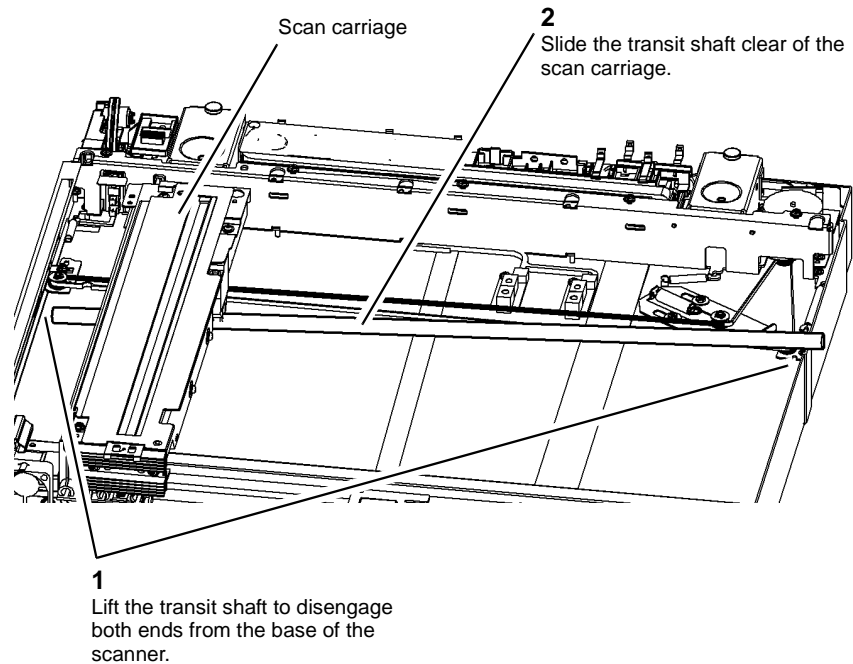 Scan carriage
2
Slide the transit shaft clear of the
scan carriage.
1
Lift the transit shaft to disengage
both ends from the base of the
scanner.